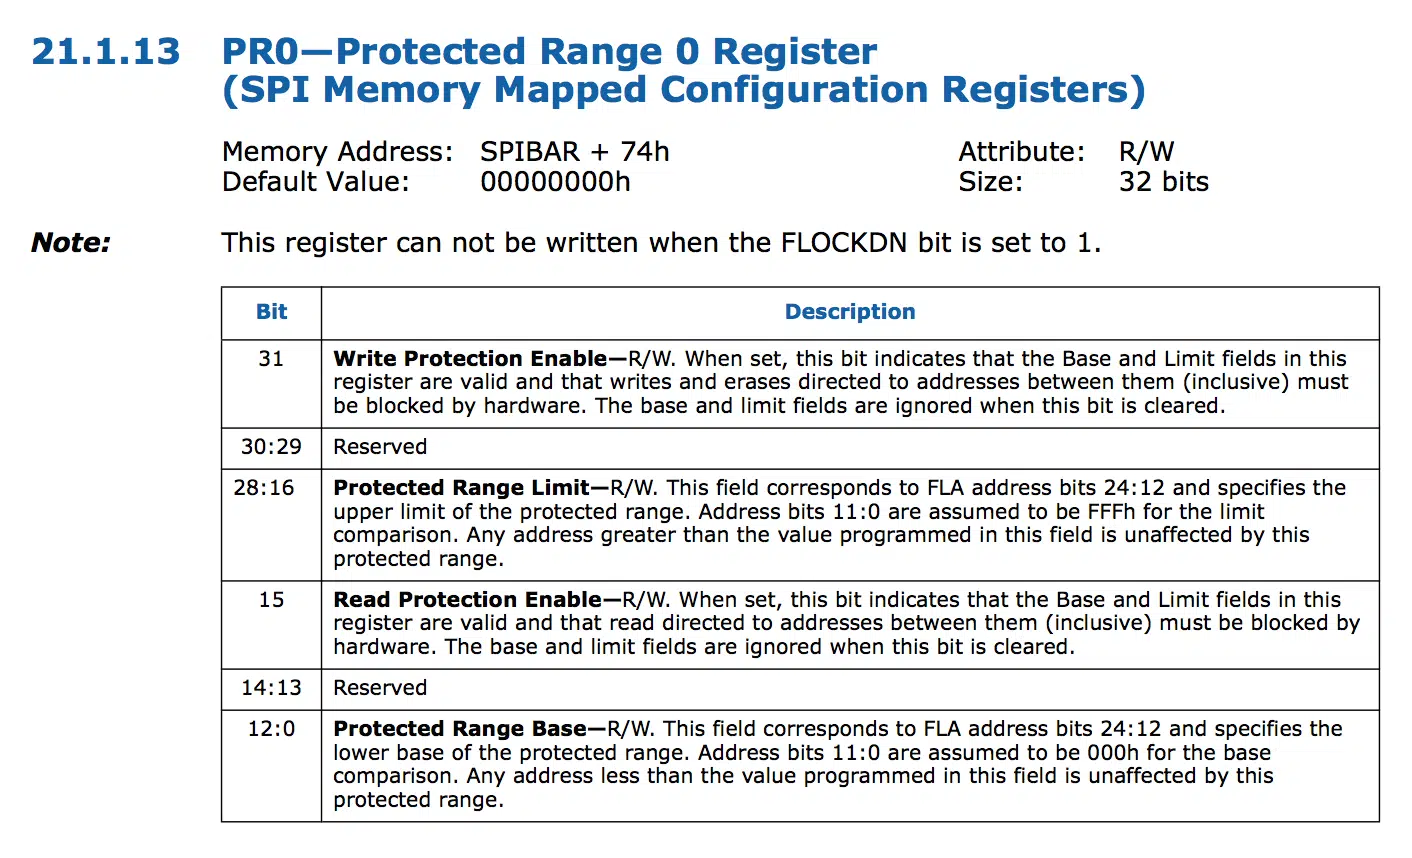 21.1.13 PR0—Protected Range 0 Register
(SPI Memory Mapped Configuration Registers)
Memory Address: SPIBAR + 74h Attribute: R/W
Default Value: 00000000h Size: 32 bits
Note: This register can not be written when the FLOCKDN bit is set to 1.
Bit Description
31 Write Protection Enable—R/W. When set, this bit indicates that the Base and Limit fields in this
register are valid and that writes and erases directed to addresses between them (inclusive) must
be blocked by hardware. The base and limit fields are ignored when this bit is cleared.
30:29 Reserved
28:16 Protected Range Limit—R/W. This field corresponds to FLA address bits 24:12 and specifies the
upper limit of the protected range. Address bits 11:0 are assumed to be FFFh for the limit
comparison. Any address greater than the value programmed in this field is unaffected by this
protected range.
15 Read Protection Enable—R/W. When set, this bit indicates that the Base and Limit fields in this
register are valid and that read directed to addresses between them (inclusive) must be blocked by
hardware. The base and limit fields are ignored when this bit is cleared.
14:13 Reserved
12:0 Protected Range Base—R/W. This field corresponds to FLA address bits 24:12 and specifies the
lower base of the protected range. Address bits 11:0 are assumed to be 000h for the base
comparison. Any address less than the value programmed in this field is unaffected by this
protected range.